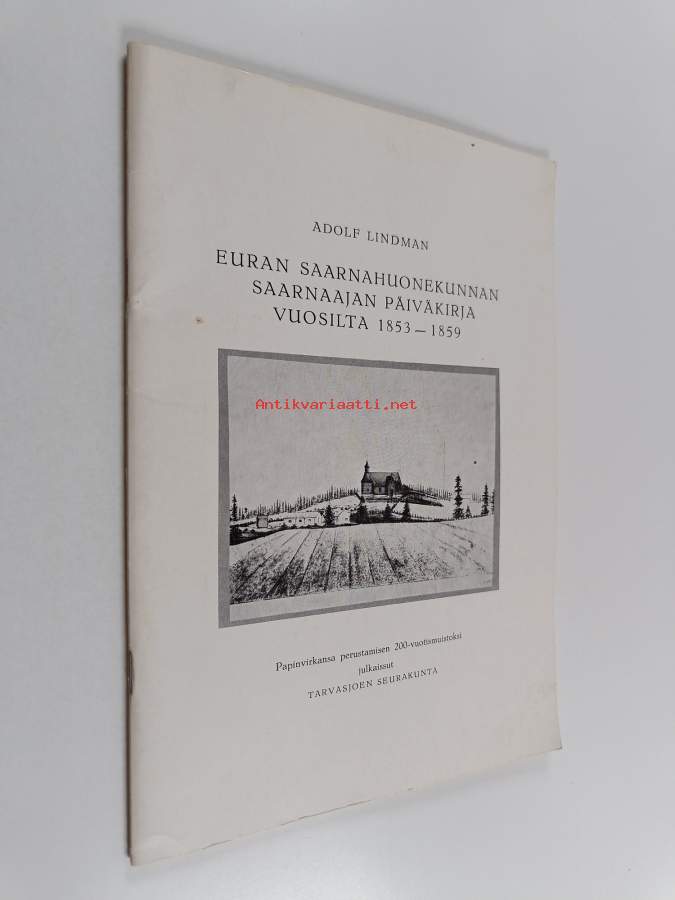 ADOLF LINDMAN
EURAN SAARNAHUONEKUNNAN
SAARNAAJAN PÄIVÄKIRJA
VUOSILTA 1853 — 1859
Antikvariaatti.net
Papinvirkansa perustamisen 200-vuotismuistoksi
julkaissut
TARVASJOEN SEURAKUNTA